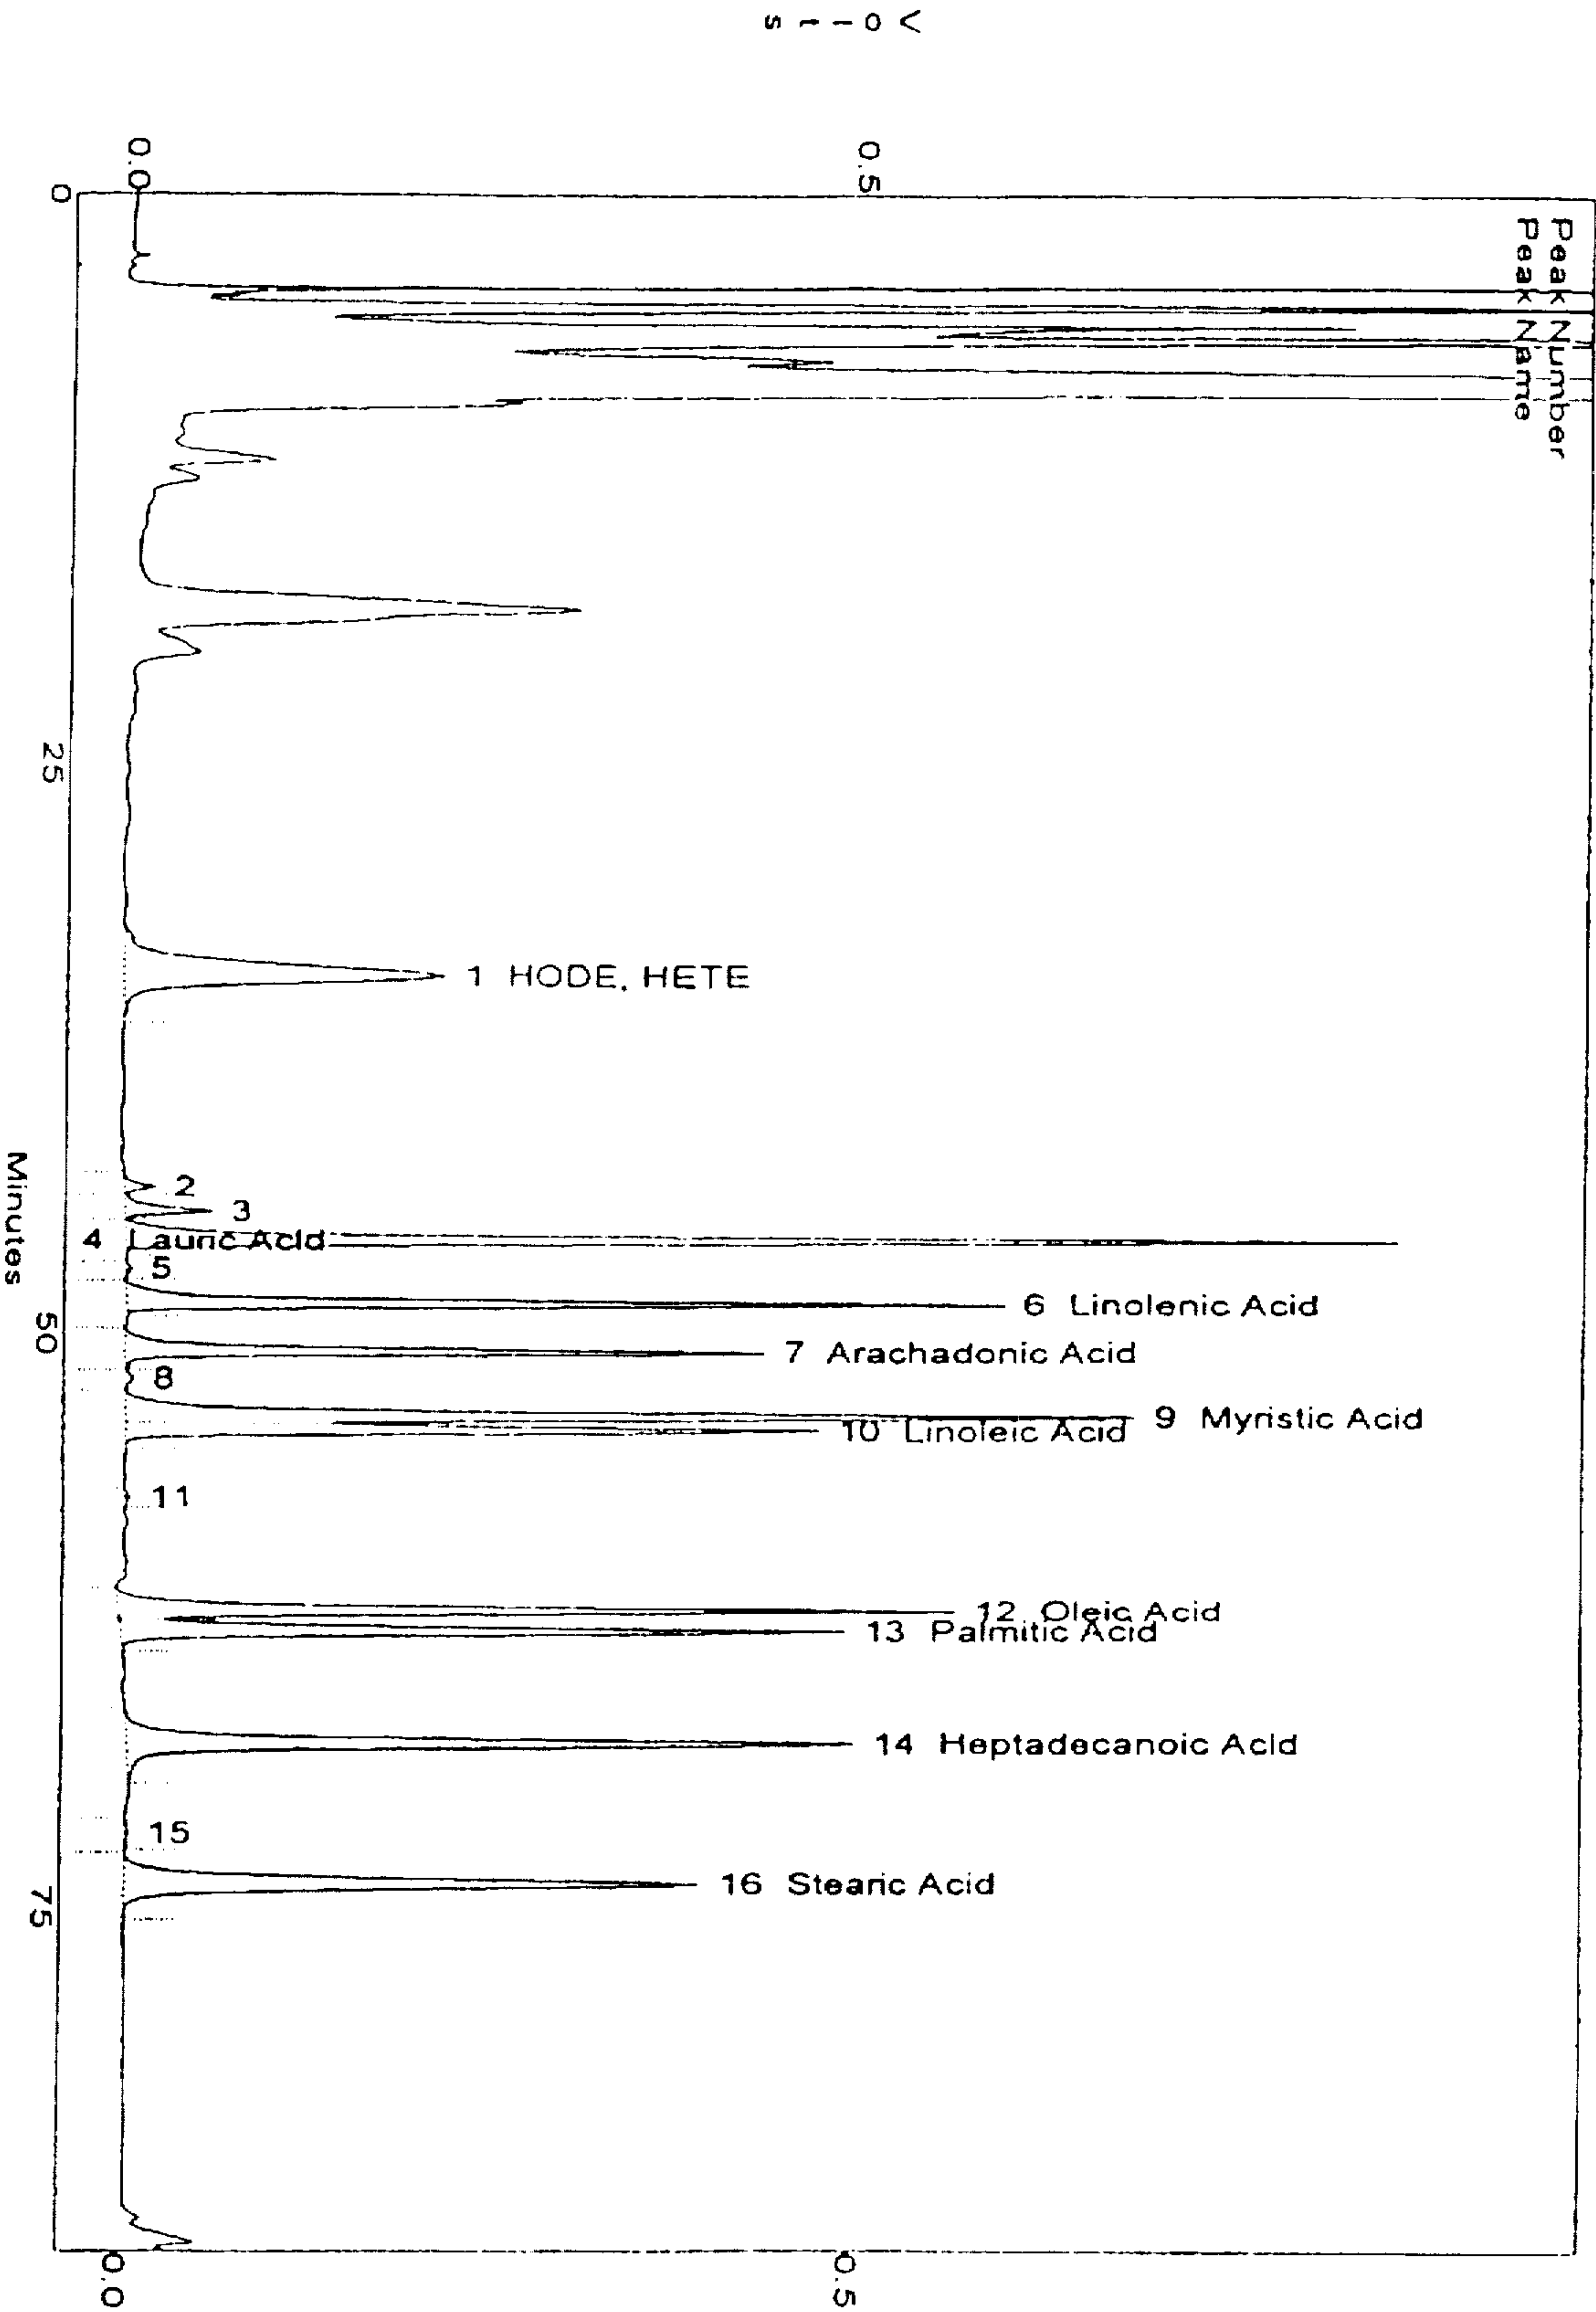 Volts
0.0
0.5
Peak Number
Peak Name
0
25
50
75
Minutes
1 HODE, HETE
2
3
4 Lauric Acid
5
6 Linolenic Acid
7 Arachadonic Acid
8
9 Myristic Acid
10 Linoleic Acid
11
12 Oleic Acid
13 Palmitic Acid
14 Heptadecanoic Acid
15
16 Stearic Acid
0.0
0.5